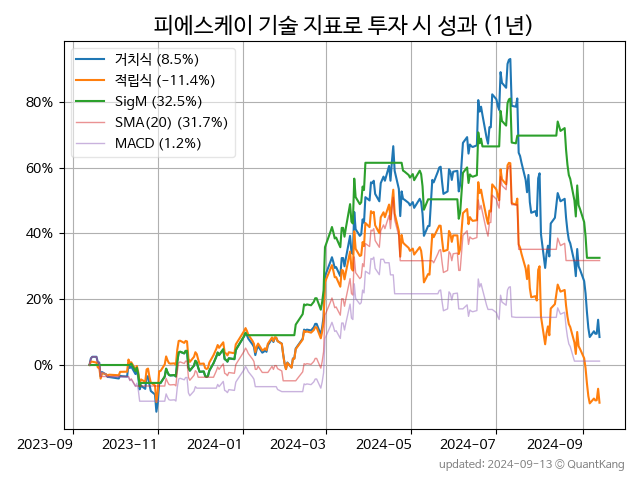 피에스케이 기술 지표로 투자 시 성과 (1년)
거치식 (8.5%)
적립식 (-11.4%)
SigM (32.5%)
SMA(20) (31.7%)
MACD (1.2%)
80%
60%
40%
20%
0%
2023-09 2023-11 2024-01 2024-03 2024-05 2024-07 2024-09
updated: 2024-09-13 © QuantKang